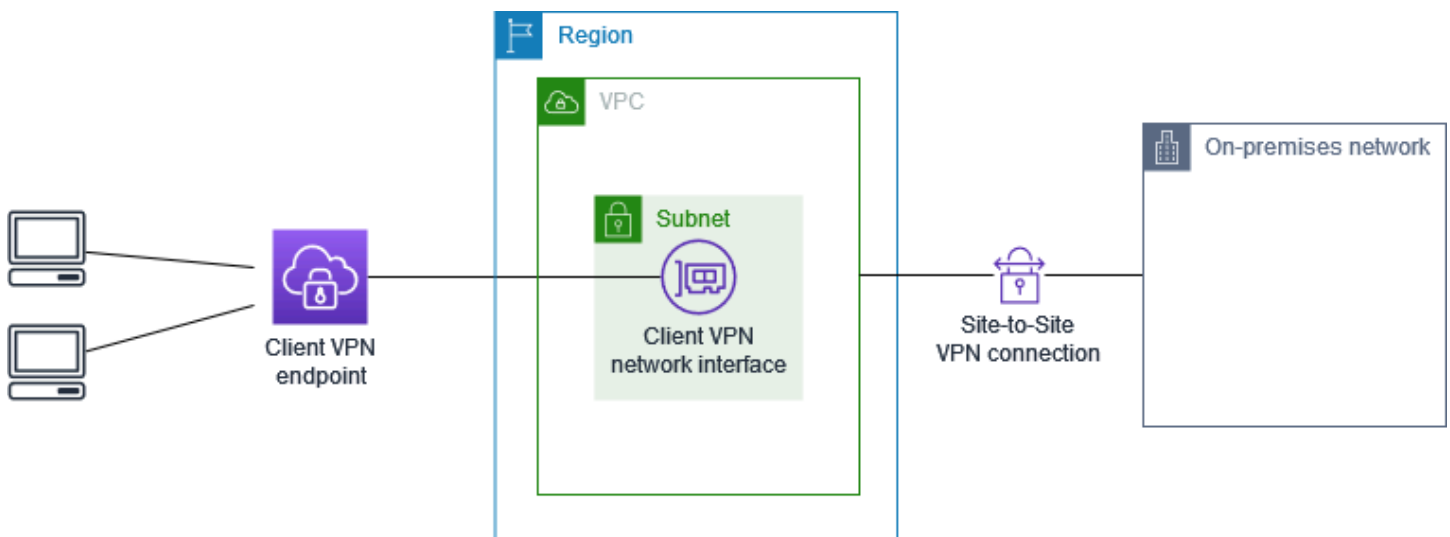 Region
VPC
On-premises network
Subnet
Client VPN
endpoint
Client VPN
network interface
Site-to-Site
VPN connection